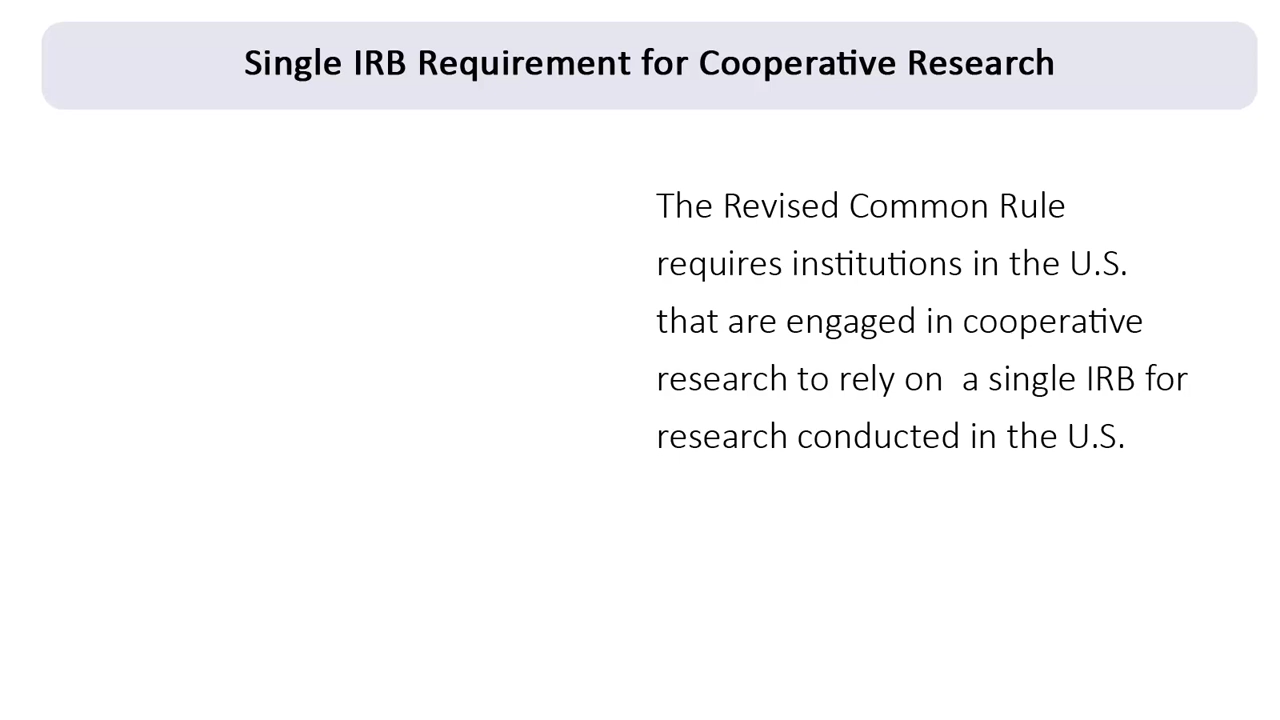 Single IRB Requirement for Cooperative Research
The Revised Common Rule
requires institutions in the U.S.
that are engaged in cooperative
research to rely on  a single IRB for
research conducted in the U.S.